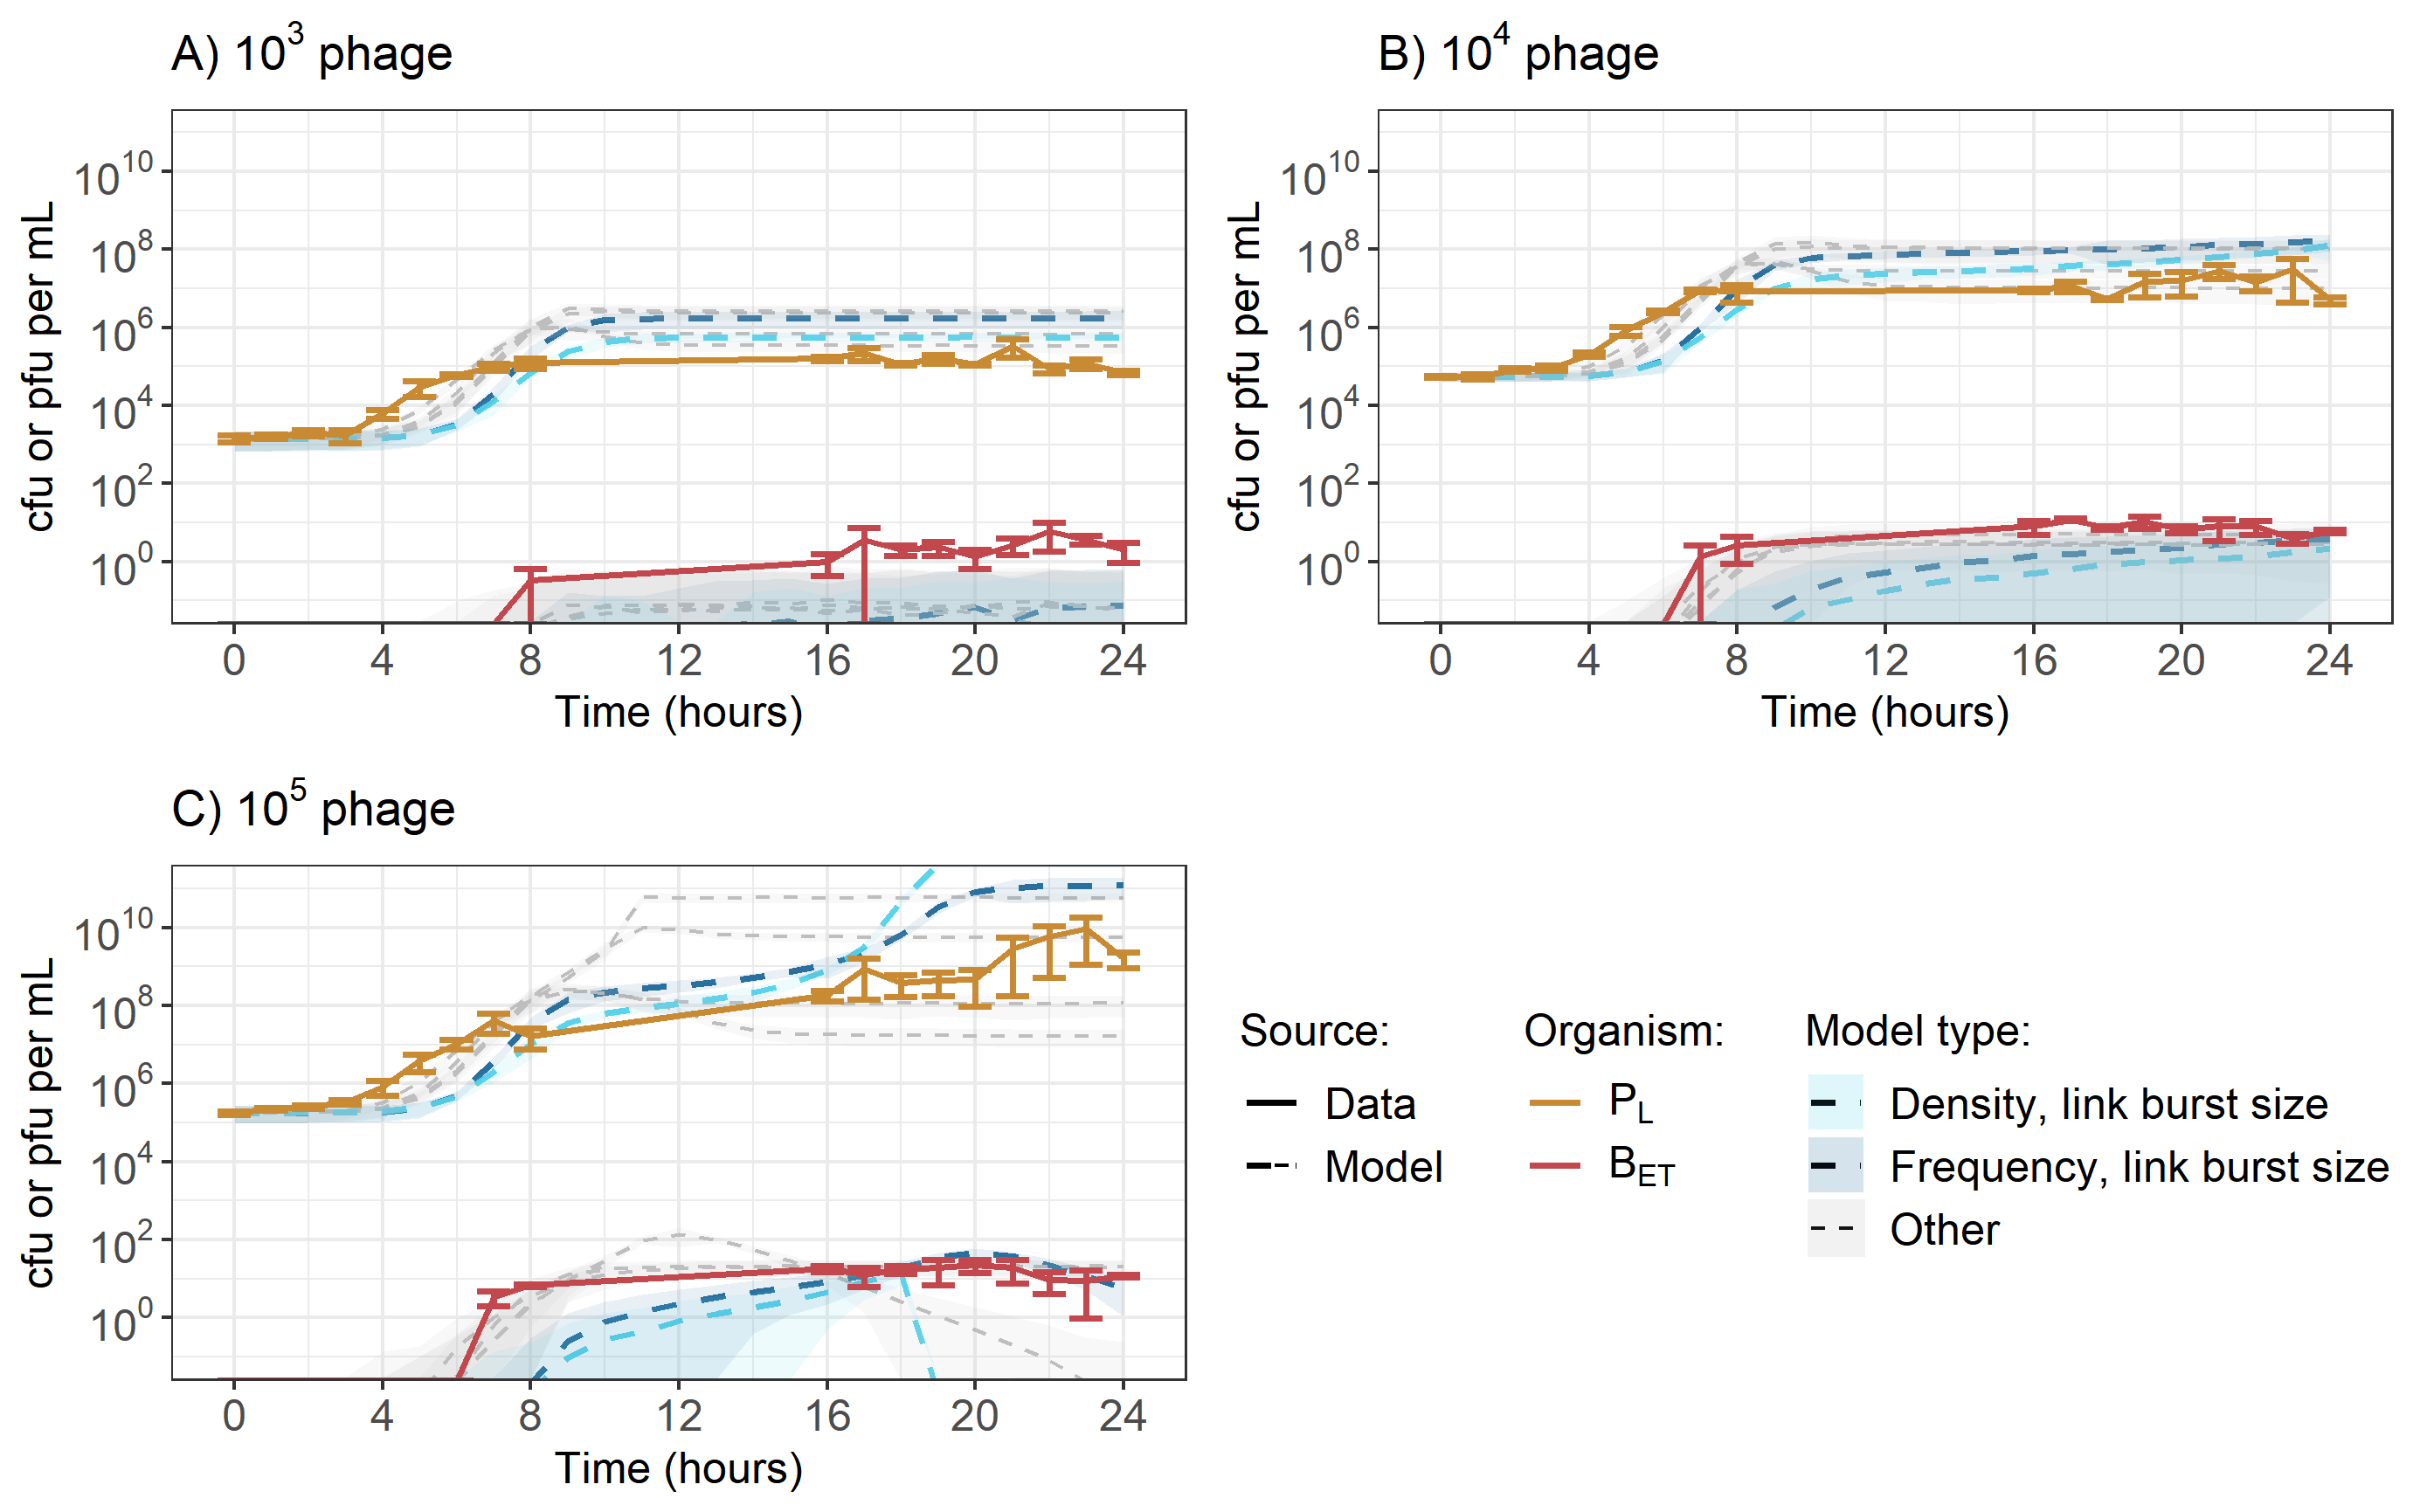 A) 10³ phage
cfu or pfu per mL
10¹⁰
10⁸
10⁶
10⁴
10²
10⁰
0 4 8 12 16 20 24
Time (hours)
B) 10⁴ phage
cfu or pfu per mL
10¹⁰
10⁸
10⁶
10⁴
10²
10⁰
0 4 8 12 16 20 24
Time (hours)
C) 10⁵ phage
cfu or pfu per mL
10¹⁰
10⁸
10⁶
10⁴
10²
10⁰
0 4 8 12 16 20 24
Time (hours)
Source:
Data
Model
Organism:
P_L
B_ET
Model type:
Density, link burst size
Frequency, link burst size
Other